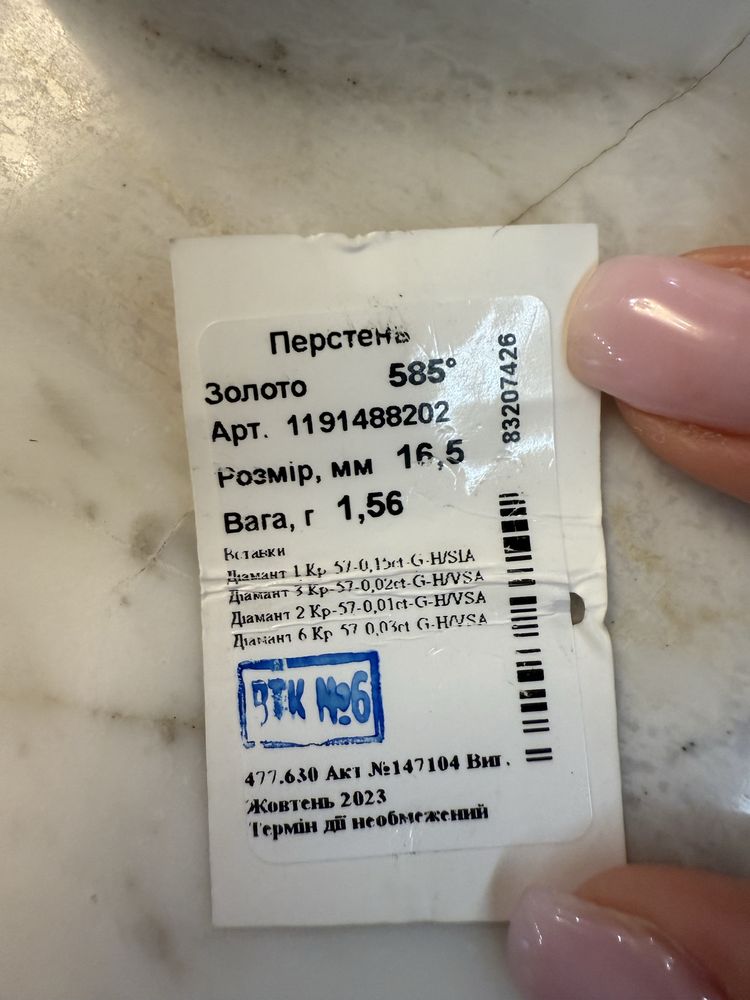 Перстень
Золото 585°
Арт. 1191488202
Розмір, мм 16,5
Вага, г 1,56
Вставки
Діамант 1 Кр 57-0,15ct-G-H/SIA
Діамант 3 Кр-57-0,02ct-G-H/VSA
Діамант 2 Кр-57-0,01ct-G-H/VSA
Діамант 6 Кр 57 0,03ct G-H/VSA
ВТК №6
477.630 Акт №147104 Виг.
Жовтень 2023
Термін дії необмежений
83207426